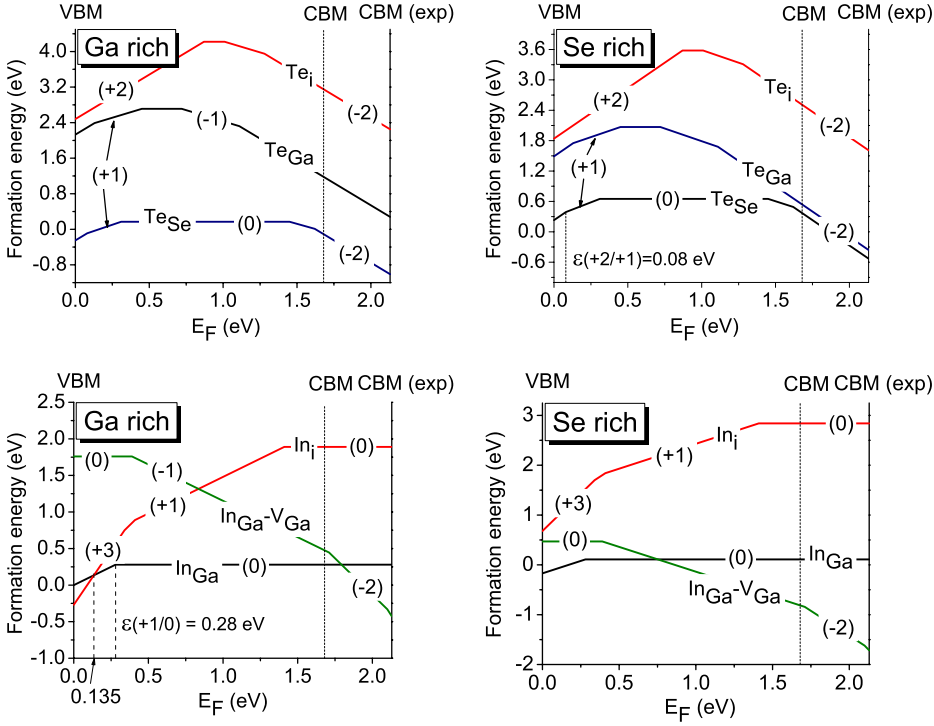 VBM CBM CBM (exp)
Ga rich
Formation energy (eV)
4.0
3.2
2.4
1.6
0.8
0.0
-0.8
(+2)
Te_i
(-2)
(-1)
Te_Ga
(+1)
Te_Se
(0)
(-2)
0.0 0.5 1.0 1.5 2.0
E_F (eV)
VBM CBM CBM (exp)
Se rich
Formation energy (eV)
3.6
3.0
2.4
1.8
1.2
0.6
0.0
-0.6
(+2)
Te_i
(-2)
(+1)
Te_Ga
Te_Se
(0)
(-2)
ε(+2/+1)=0.08 eV
0.0 0.5 1.0 1.5 2.0
E_F (eV)
VBM CBM CBM (exp)
Ga rich
Formation energy (eV)
2.5
2.0
1.5
1.0
0.5
0.0
-0.5
-1.0
(0)
(-1)
In_i
(0)
(+1)
In_Ga-V_Ga
(+3)
In_Ga
(0)
(-2)
ε(+1/0) = 0.28 eV
0.0 0.5 1.0 1.5 2.0
0.135
E_F (eV)
VBM CBM CBM (exp)
Se rich
Formation energy (eV)
3
2
1
0
-1
-2
In_i
(0)
(+1)
(+3)
(0)
(0)
In_Ga
In_Ga-V_Ga
(-2)
0.0 0.5 1.0 1.5 2.0
E_F (eV)